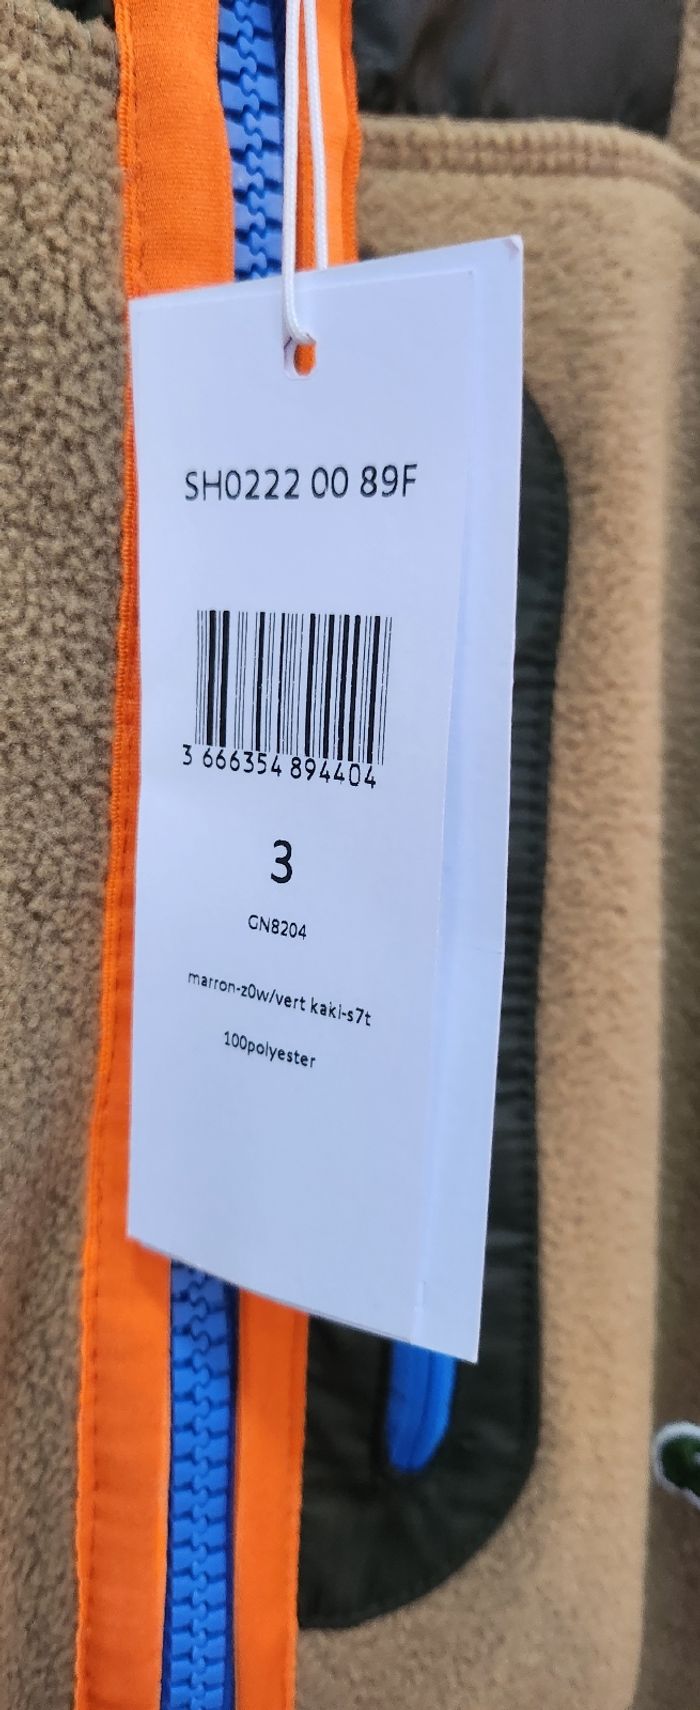 SH0222 00 89F
3 666354 894404
3
GN8204
marron-z0w/vert kaki-s7t
100polyester